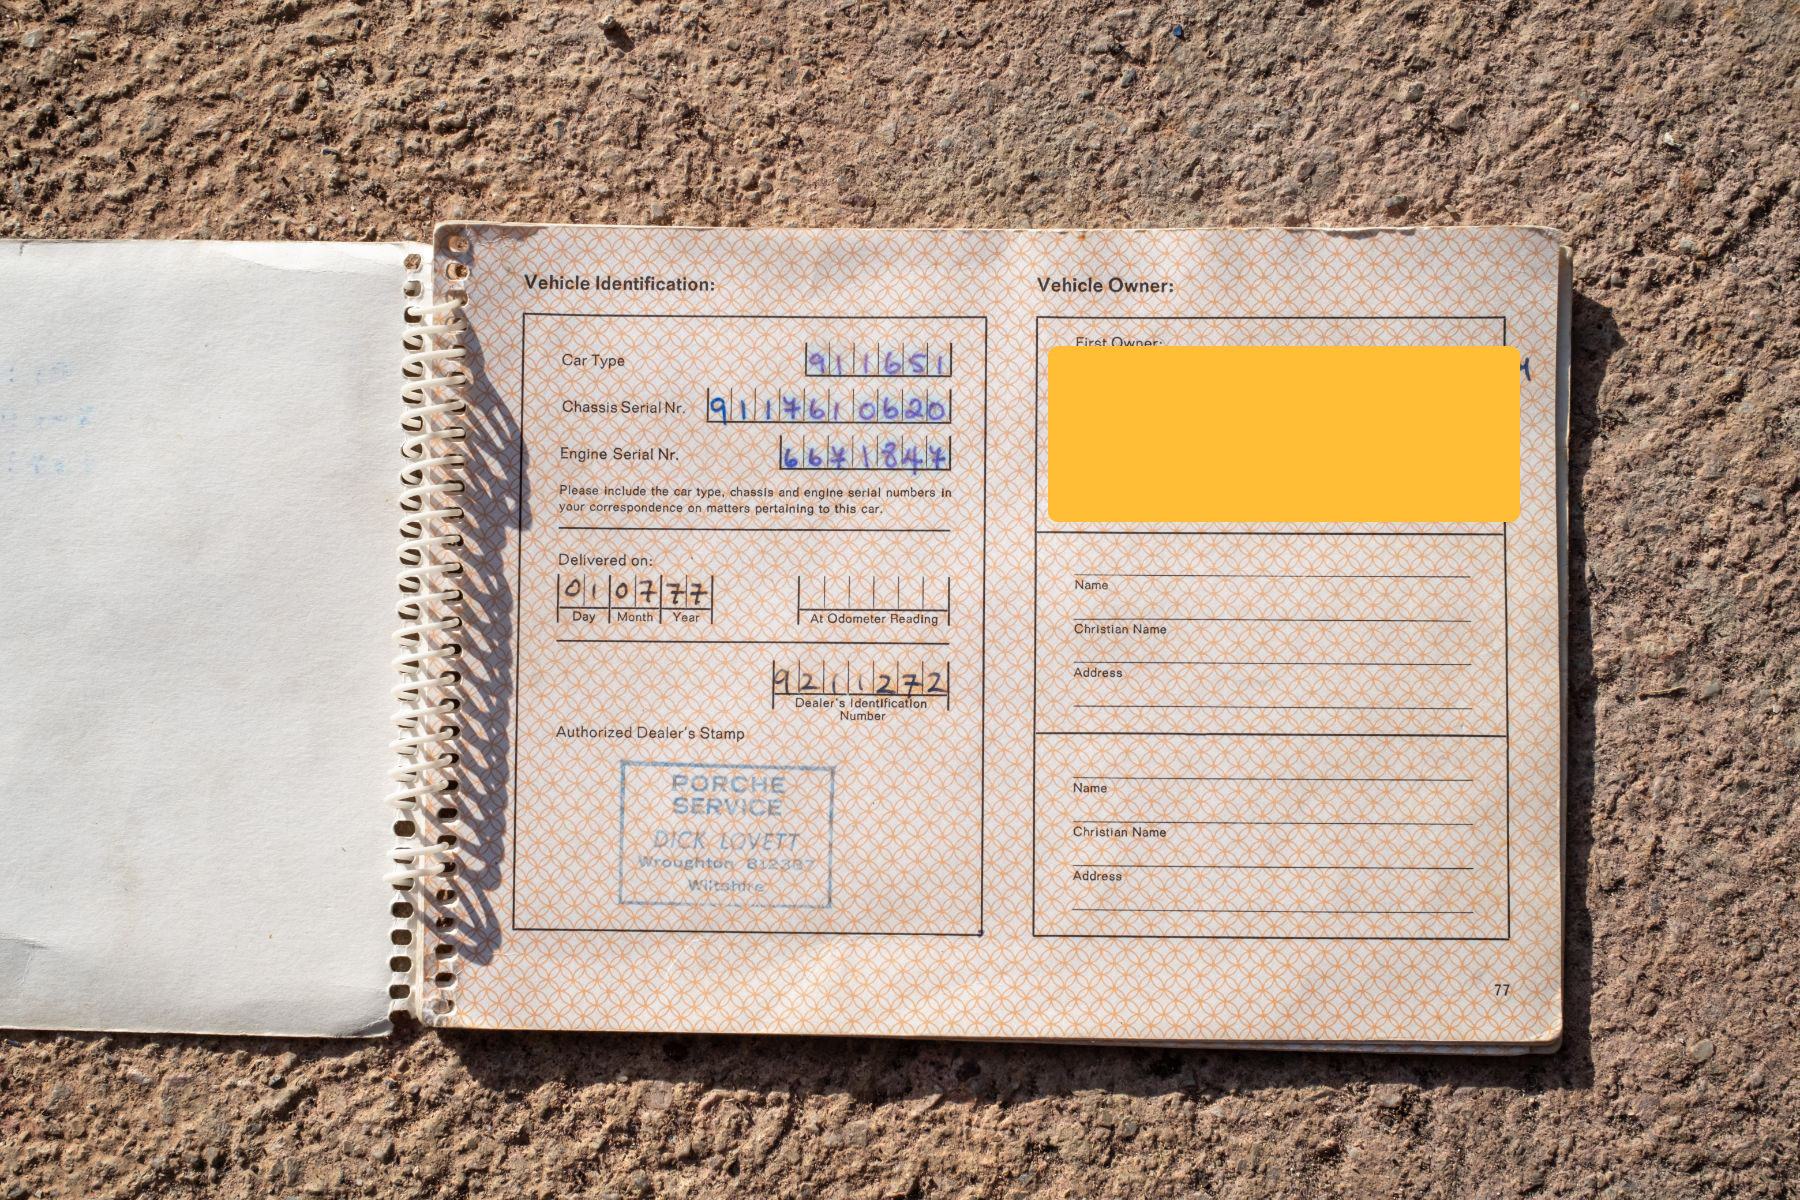 Vehicle Identification:
Car Type 911651
Chassis Serial Nr. 9117610620
Engine Serial Nr. 6671847
Please include the car type, chassis and engine serial numbers in
your correspondence on matters pertaining to this car.
Delivered on:
01 07 77
Day Month Year
At Odometer Reading
9211272
Dealer's Identification
Number
Authorized Dealer's Stamp
PORCHE
SERVICE
DICK LOVETT
Wroughton 812387
Wiltshire
Vehicle Owner:
First Owner:
Name
Christian Name
Address
Name
Christian Name
Address
77